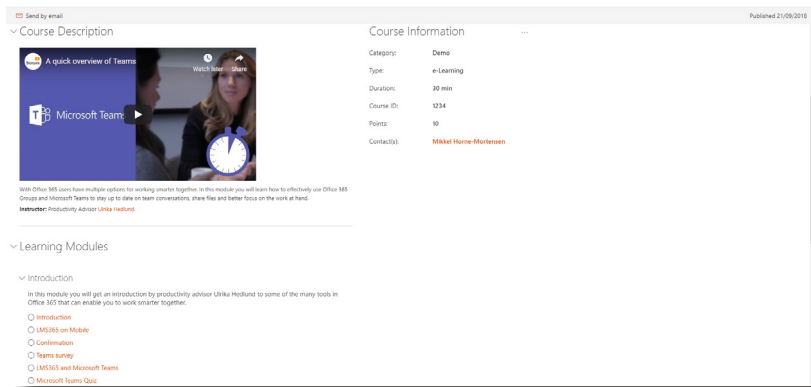 Send by email
Published 21/09/2018
Course Description
A quick overview of Teams
Watch later
Share
Microsoft Teams
With Office 365 users have multiple options for working smarter together. In this module you will learn how to effectively use Office 365
Groups and Microsoft Teams to stay up to date on team conversations, share files and better focus on the work at hand.
Instructor: Productivity Advisor Ulrika Hedlund
Course Information
...
Category: Demo
Type: e-Learning
Duration: 30 min
Course ID: 1234
Points: 10
Contact(s): Mikkel Horne-Mortensen
Learning Modules
Introduction
In this module you will get an introduction by productivity advisor Ulrika Hedlund to some of the many tools in
Office 365 that can enable you to work smarter together.
Introduction
LMS365 on Mobile
Confirmation
Teams survey
LMS365 and Microsoft Teams
Microsoft Teams Quiz